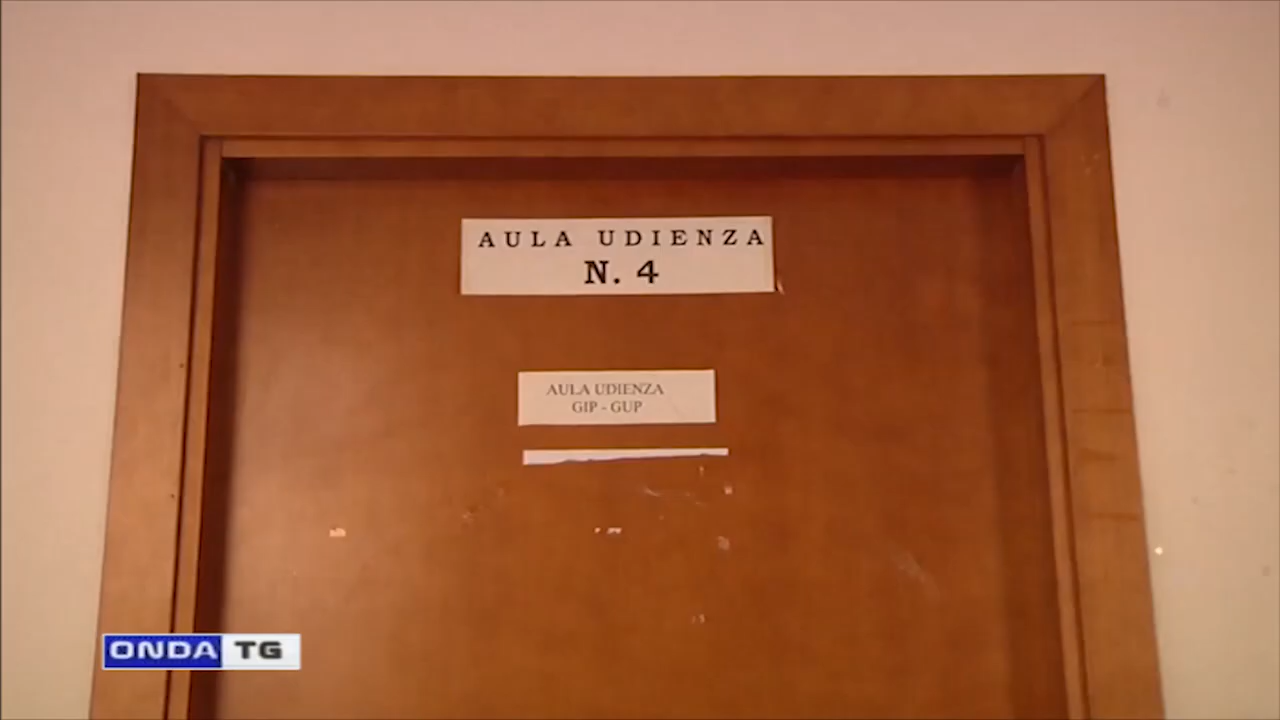 AULA UDIENZA
N. 4
AULA UDIENZA
GIP - GUP
ONDA TG